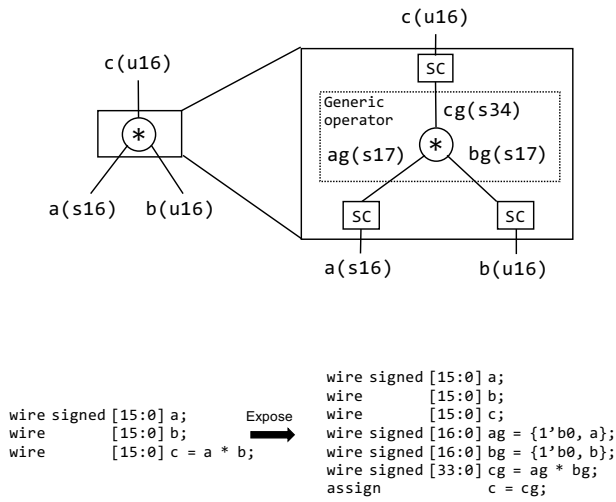 c(u16)
c(u16)
SC
Generic
operator
cg(s34)
*
*
ag(s17)
bg(s17)
a(s16)
b(u16)
SC
SC
a(s16)
b(u16)
wire signed [15:0] a;
wire [15:0] b;
wire [15:0] c = a * b;
Expose
wire signed [15:0] a;
wire [15:0] b;
wire [15:0] c;
wire signed [16:0] ag = {1’b0, a};
wire signed [16:0] bg = {1’b0, b};
wire signed [33:0] cg = ag * bg;
assign c = cg;